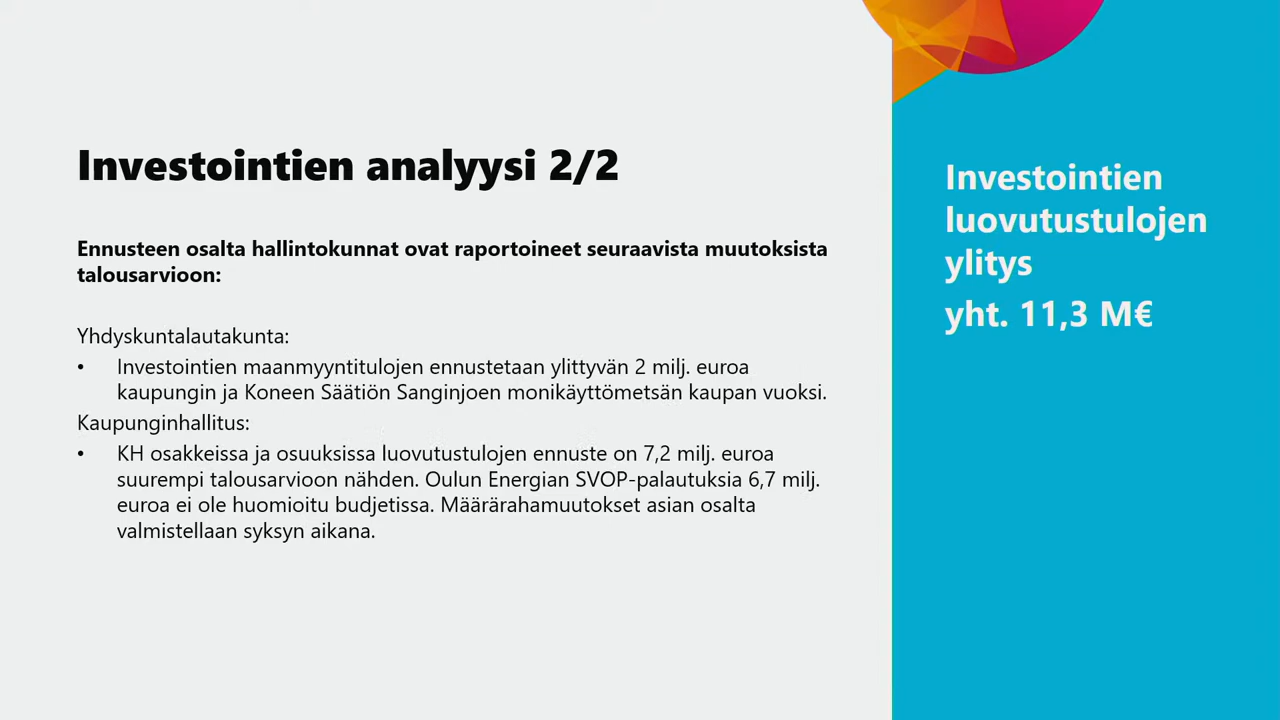 Investointien analyysi 2/2
Ennusteen osalta hallintokunnat ovat raportoineet seuraavista muutoksista
talousarvioon:
Yhdyskuntalautakunta:
• Investointien maanmyyntitulojen ennustetaan ylittyvän 2 milj. euroa
kaupungin ja Koneen Säätiön Sanginjoen monikäyttömetsän kaupan vuoksi.
Kaupunginhallitus:
• KH osakkeissa ja osuuksissa luovutustulojen ennuste on 7,2 milj. euroa
suurempi talousarvioon nähden. Oulun Energian SVOP-palautuksia 6,7 milj.
euroa ei ole huomioitu budjetissa. Määrärahamuutokset asian osalta
valmistellaan syksyn aikana.
Investointien
luovutustulojen
ylitys
yht. 11,3 M€